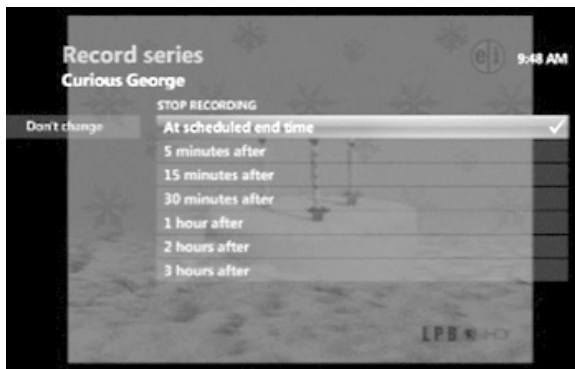 Record series
e/i 9:48 AM
Curious George
STOP RECORDING
Don't change
At scheduled end time
5 minutes after
15 minutes after
30 minutes after
1 hour after
2 hours after
3 hours after
LPB